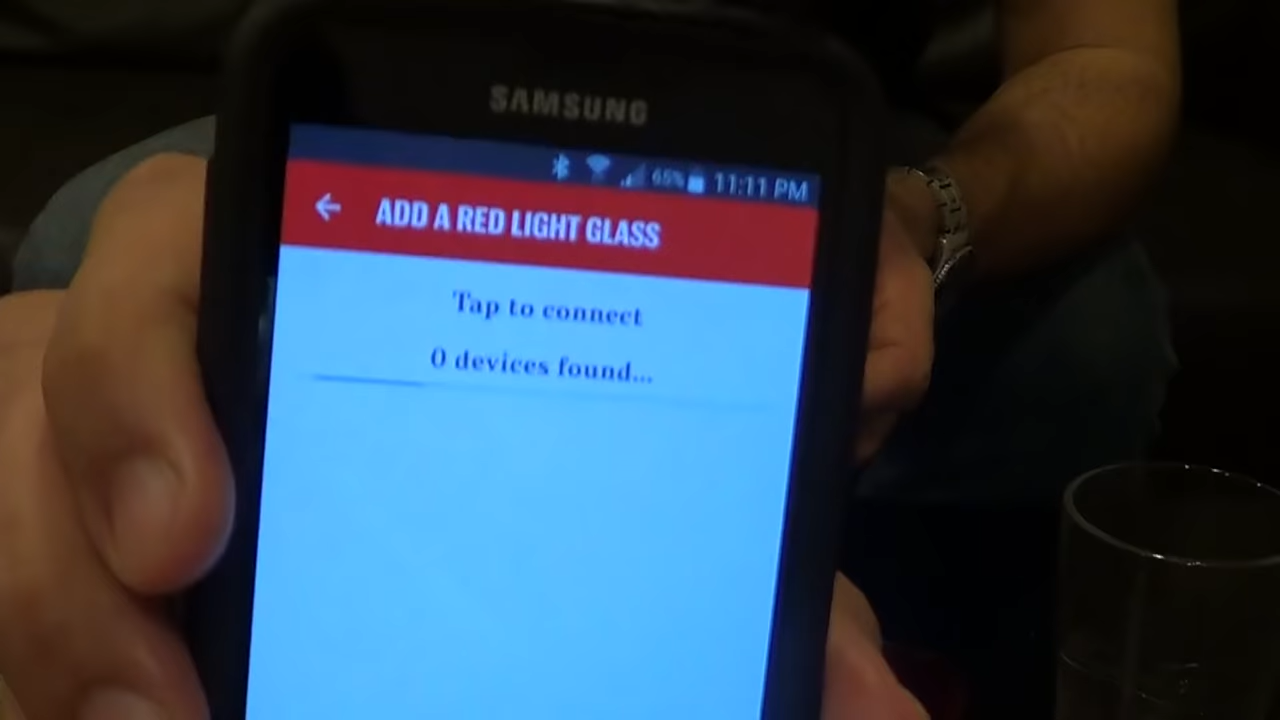 SAMSUNG
65% 11:11 PM
ADD A RED LIGHT GLASS
Tap to connect
0 devices found...